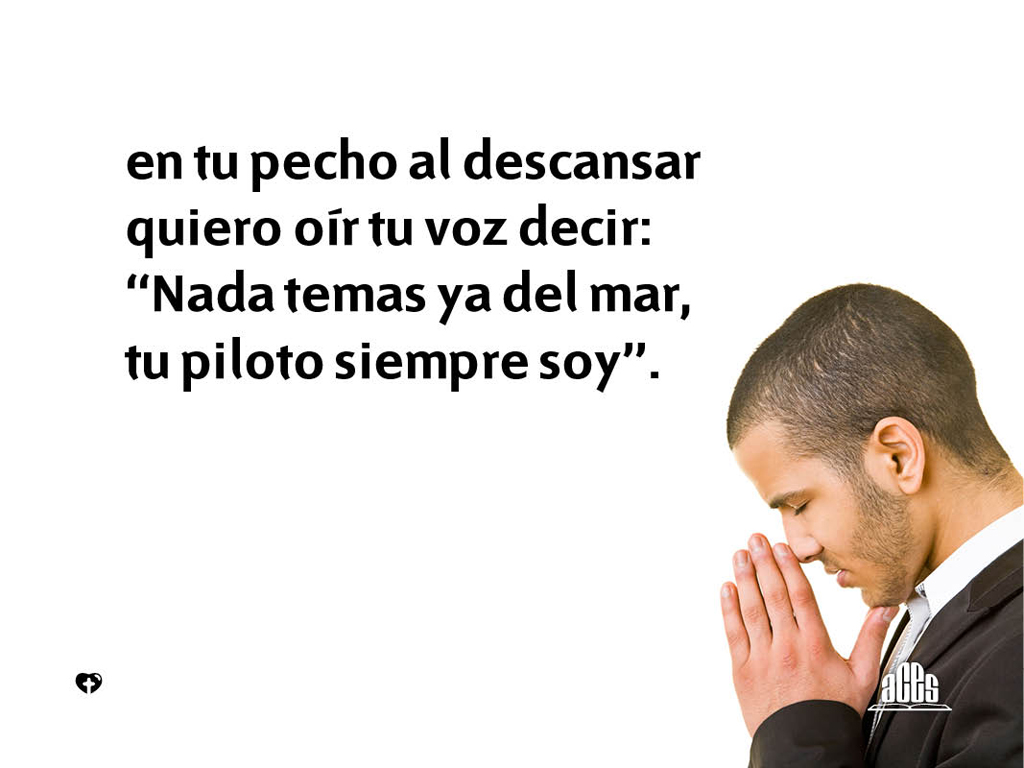 en tu pecho al descansar
quiero oír tu voz decir:
“Nada temas ya del mar,
tu piloto siempre soy”.
aces